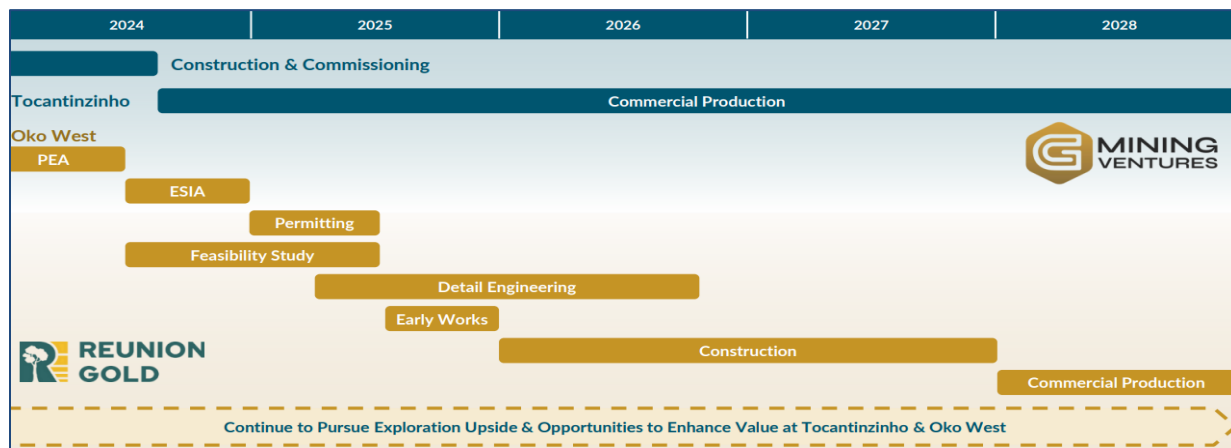 2024 2025 2026 2027 2028
Construction & Commissioning
Tocantinzinho Commercial Production
Oko West
PEA
G MINING
VENTURES
ESIA
Permitting
Feasibility Study
Detail Engineering
Early Works
REUNION
GOLD
Construction
Commercial Production
Continue to Pursue Exploration Upside & Opportunities to Enhance Value at Tocantinzinho & Oko West